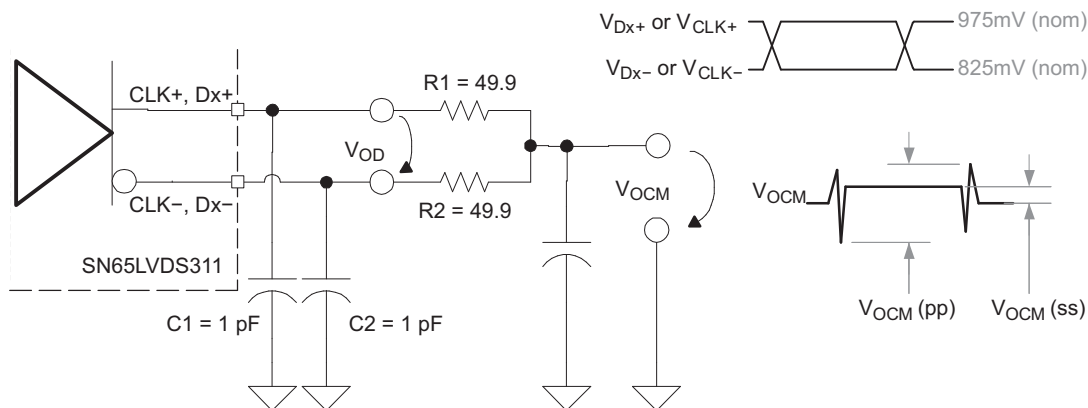 V_Dx+ or V_CLK+
975mV (nom)
V_Dx− or V_CLK−
825mV (nom)
CLK+, Dx+
R1 = 49.9
V_OD
CLK−, Dx−
R2 = 49.9
V_OCM
V_OCM
SN65LVDS311
C1 = 1 pF
C2 = 1 pF
V_OCM (pp)
V_OCM (ss)